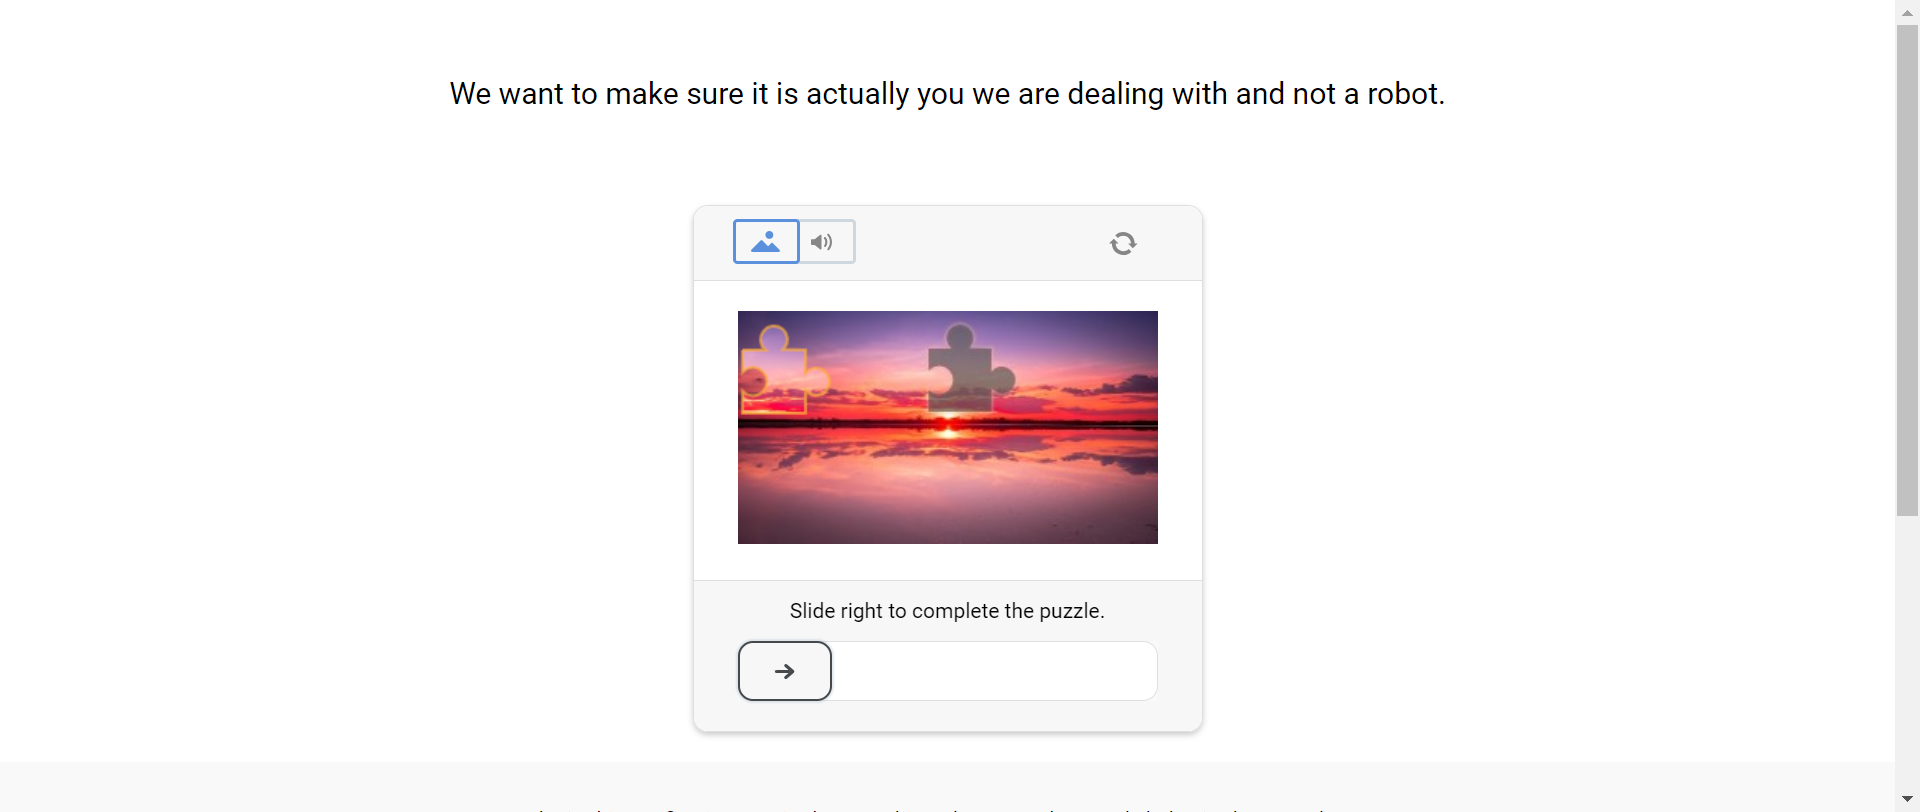 We want to make sure it is actually you we are dealing with and not a robot.
Slide right to complete the puzzle.